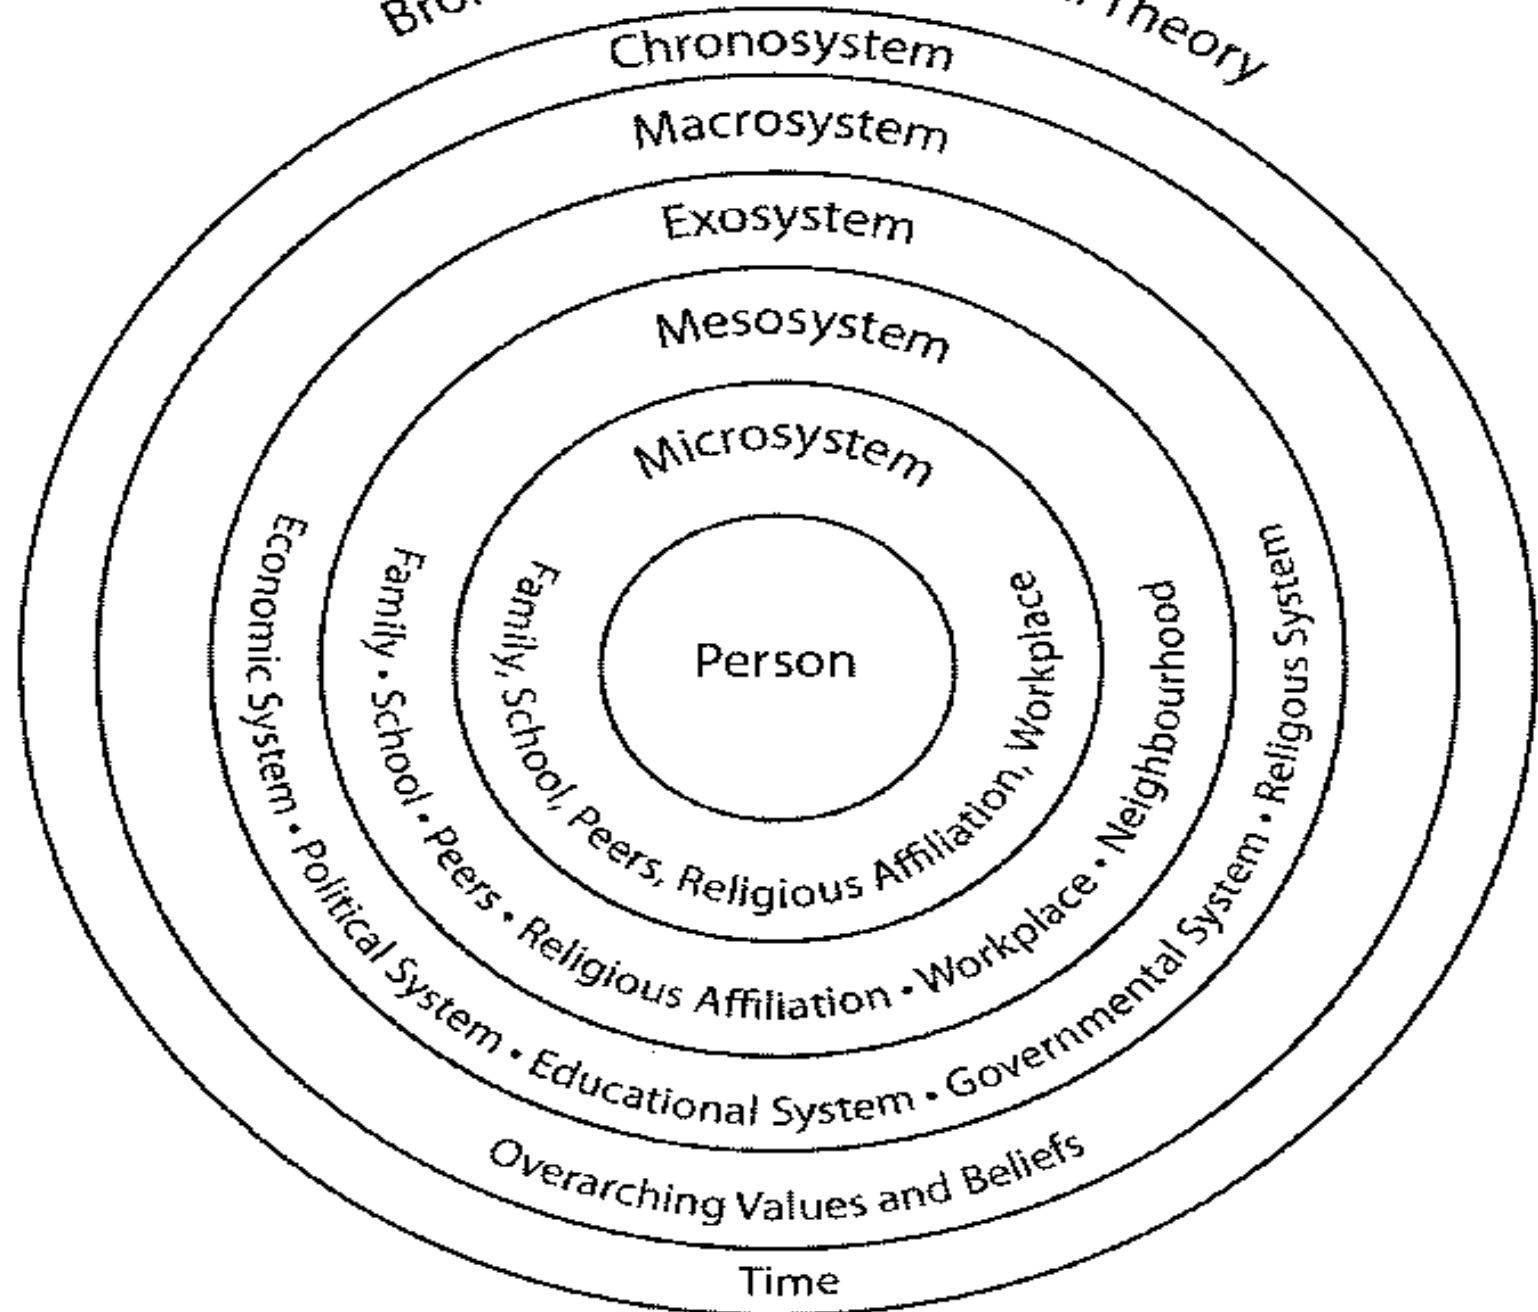 Theory
Chronosystem
Macrosystem
Exosystem
Mesosystem
Microsystem
Person
Family, School, Peers, Religious Affiliation, Workplace
Family • School • Peers • Religious Affiliation • Workplace • Neighbourhood
Economic System • Political System • Educational System • Governmental System • Religous System
Overarching Values and Beliefs
Time